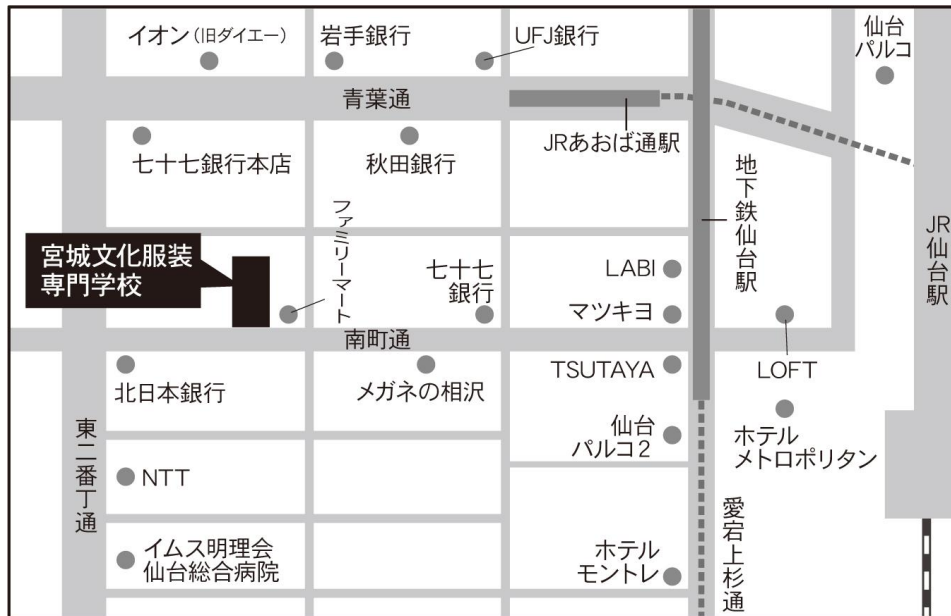 イオン(旧ダイエー)
岩手銀行
UFJ銀行
仙台
パルコ
青葉通
JRあおば通駅
七十七銀行本店
秋田銀行
地下鉄仙台駅
JR仙台駅
宮城文化服装
専門学校
ファミリーマート
七十七
銀行
LABI
マツキヨ
南町通
北日本銀行
メガネの相沢
TSUTAYA
LOFT
東二番丁通
仙台
パルコ2
ホテル
メトロポリタン
NTT
愛宕上杉通
イムス明理会
仙台総合病院
ホテル
モントレ